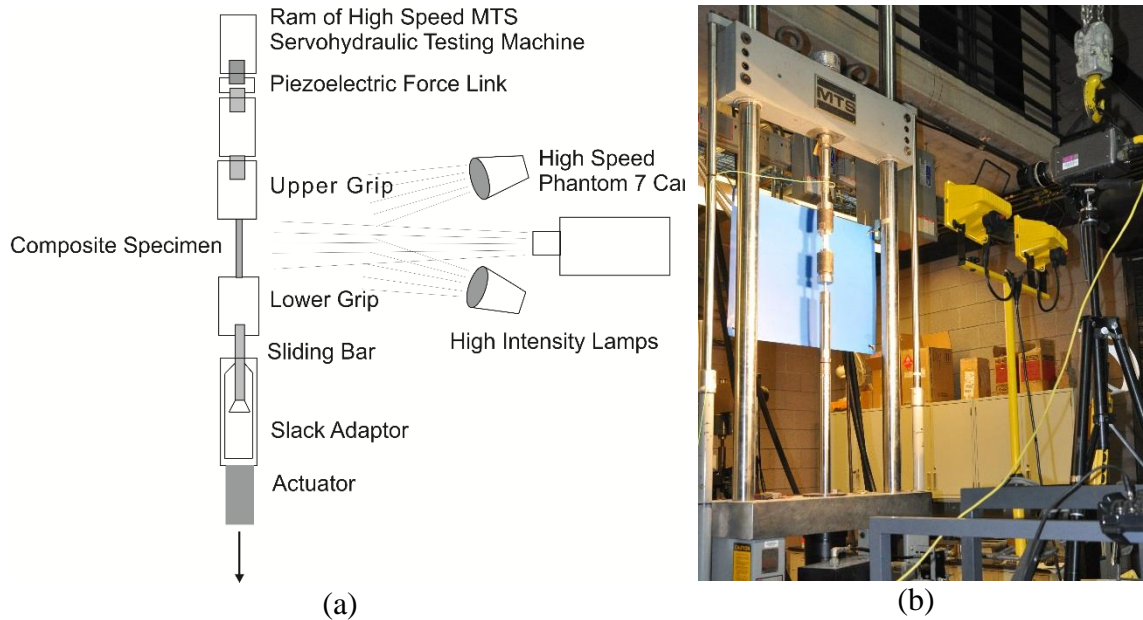 Ram of High Speed MTS
Servohydraulic Testing Machine
Piezoelectric Force Link
Upper Grip
High Speed
Phantom 7 Car
Composite Specimen
Lower Grip
High Intensity Lamps
Sliding Bar
Slack Adaptor
Actuator
(a)
MTS
CAUTION
(b)